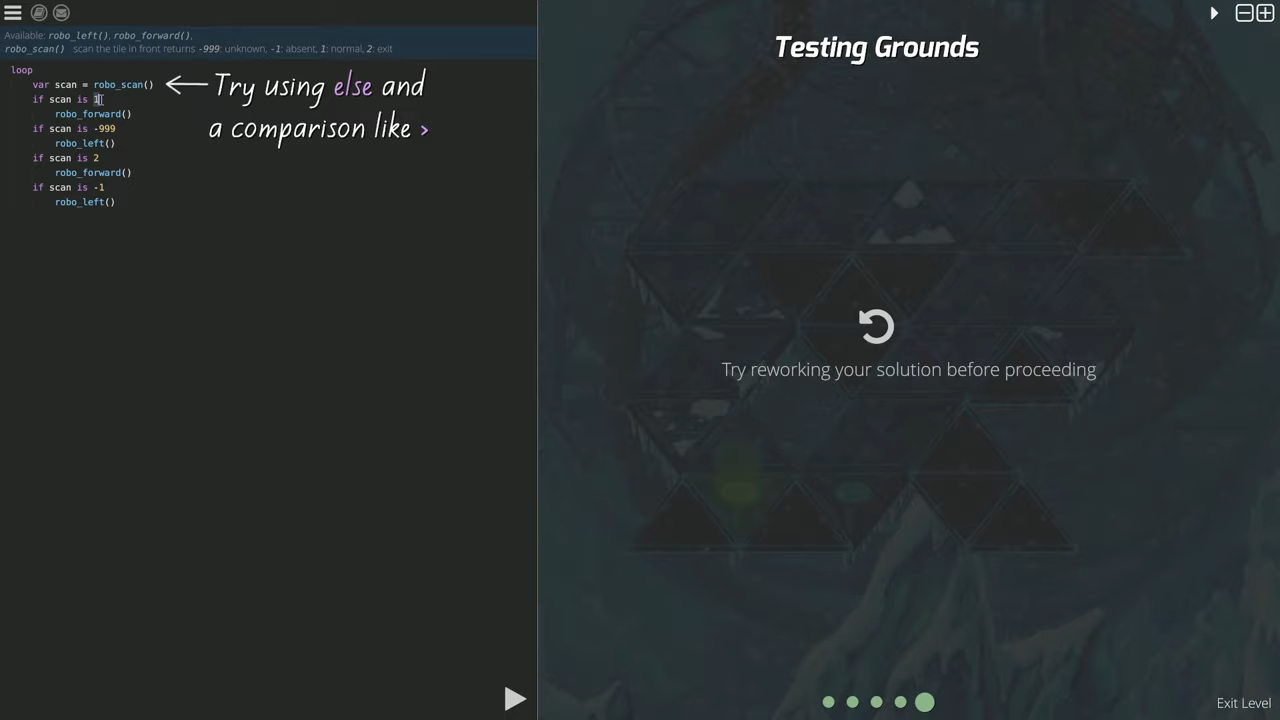 Available: robo_left(), robo_forward(),
robo_scan() scan the tile in front returns -999: unknown, -1: absent, 1: normal, 2: exit
loop
var scan = robo_scan()
if scan is 1
robo_forward()
if scan is -999
robo_left()
if scan is 2
robo_forward()
if scan is -1
robo_left()
Try using else and
a comparison like >
Testing Grounds
Try reworking your solution before proceeding
Exit Level